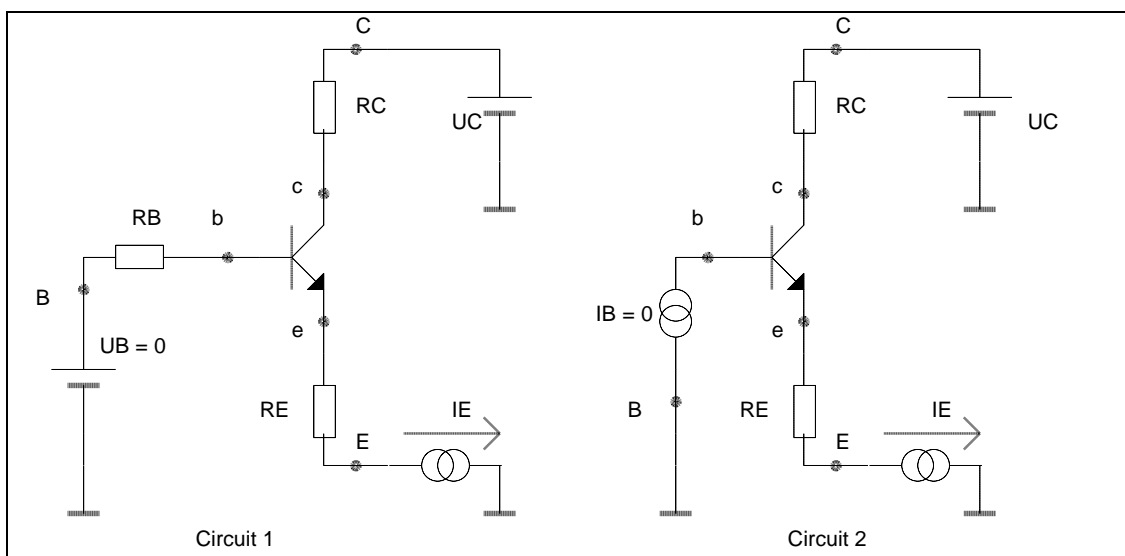 C
RC
UC
c
RB
b
B
e
UB = 0
RE
IE
E
Circuit 1
C
RC
UC
c
b
IB = 0
e
B
RE
IE
E
Circuit 2